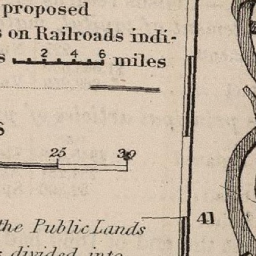 proposed
on Railroads indi-
2 4 6 miles
25 30
the Public Lands
41
divided into